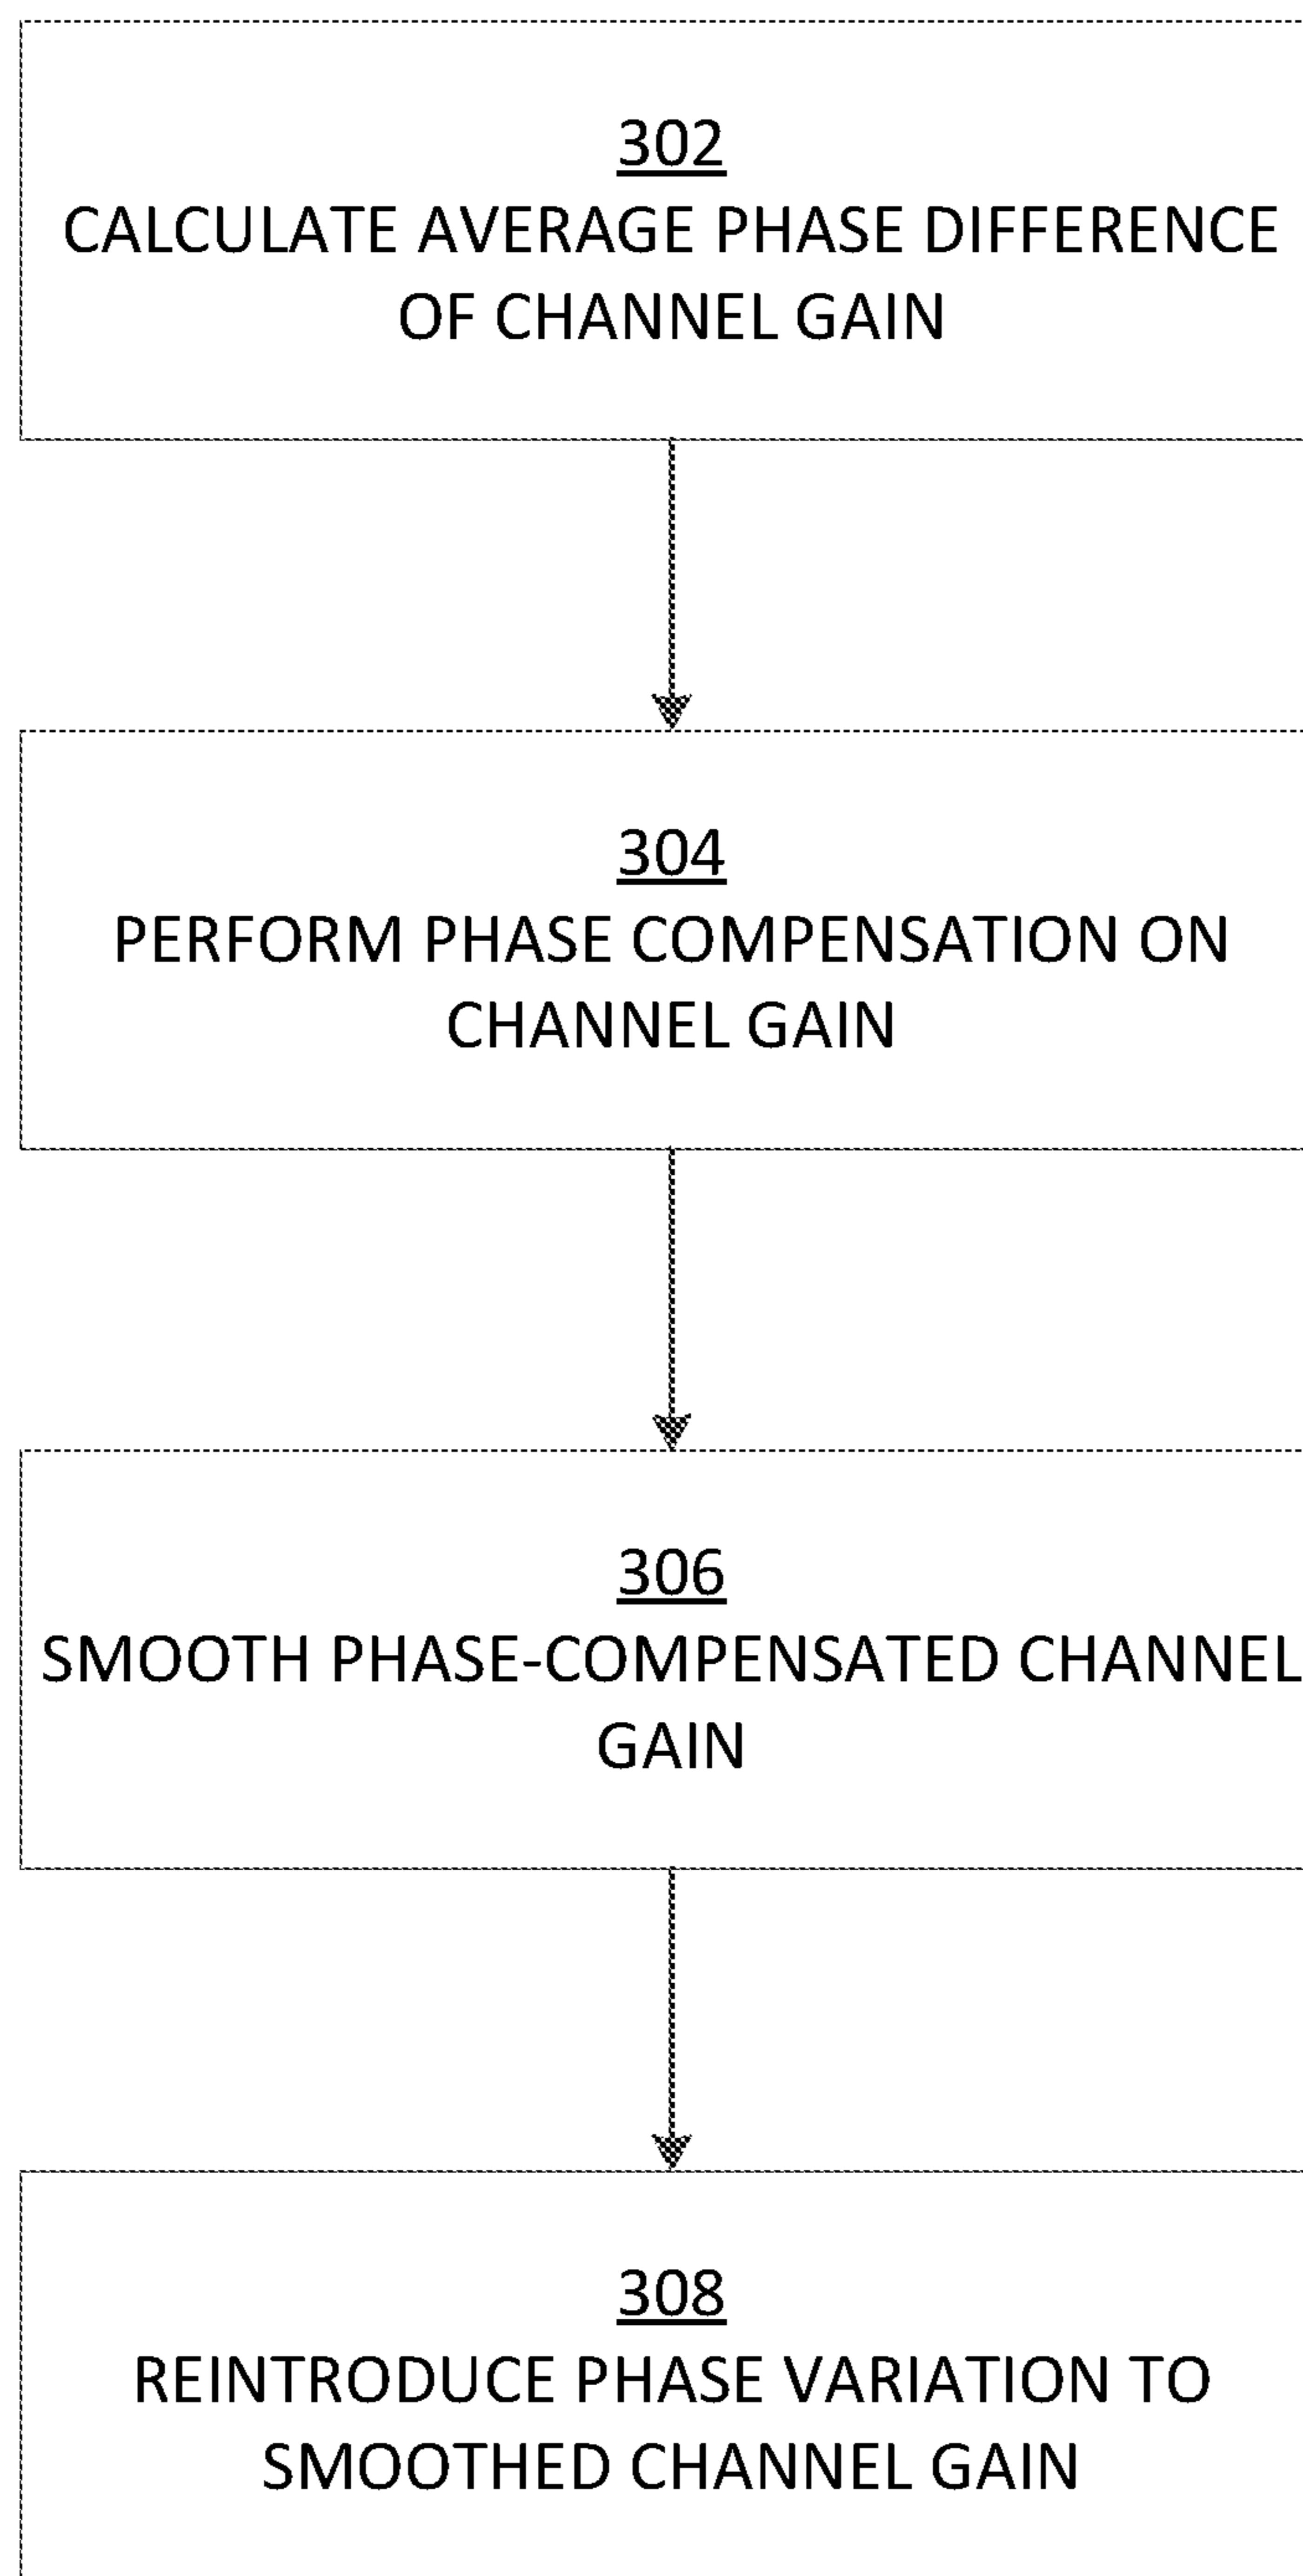 302
CALCULATE AVERAGE PHASE DIFFERENCE
OF CHANNEL GAIN
304
PERFORM PHASE COMPENSATION ON
CHANNEL GAIN
306
SMOOTH PHASE-COMPENSATED CHANNEL
GAIN
308
REINTRODUCE PHASE VARIATION TO
SMOOTHED CHANNEL GAIN